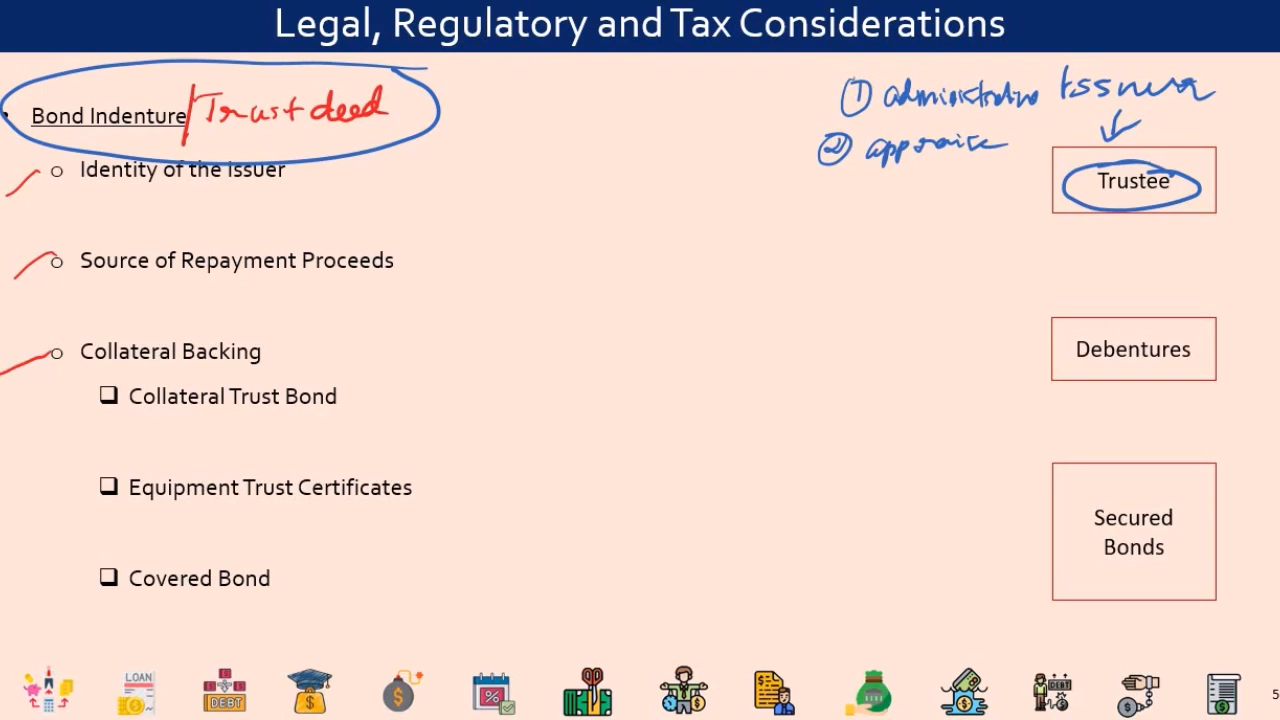 Legal, Regulatory and Tax Considerations
Bond Indenture/Trust deed
① administrative Issuer
② appraise
Identity of the Issuer
Trustee
Source of Repayment Proceeds
Collateral Backing
Debentures
Collateral Trust Bond
Equipment Trust Certificates
Secured
Bonds
Covered Bond
LOAN
DEBT
DEBT
5